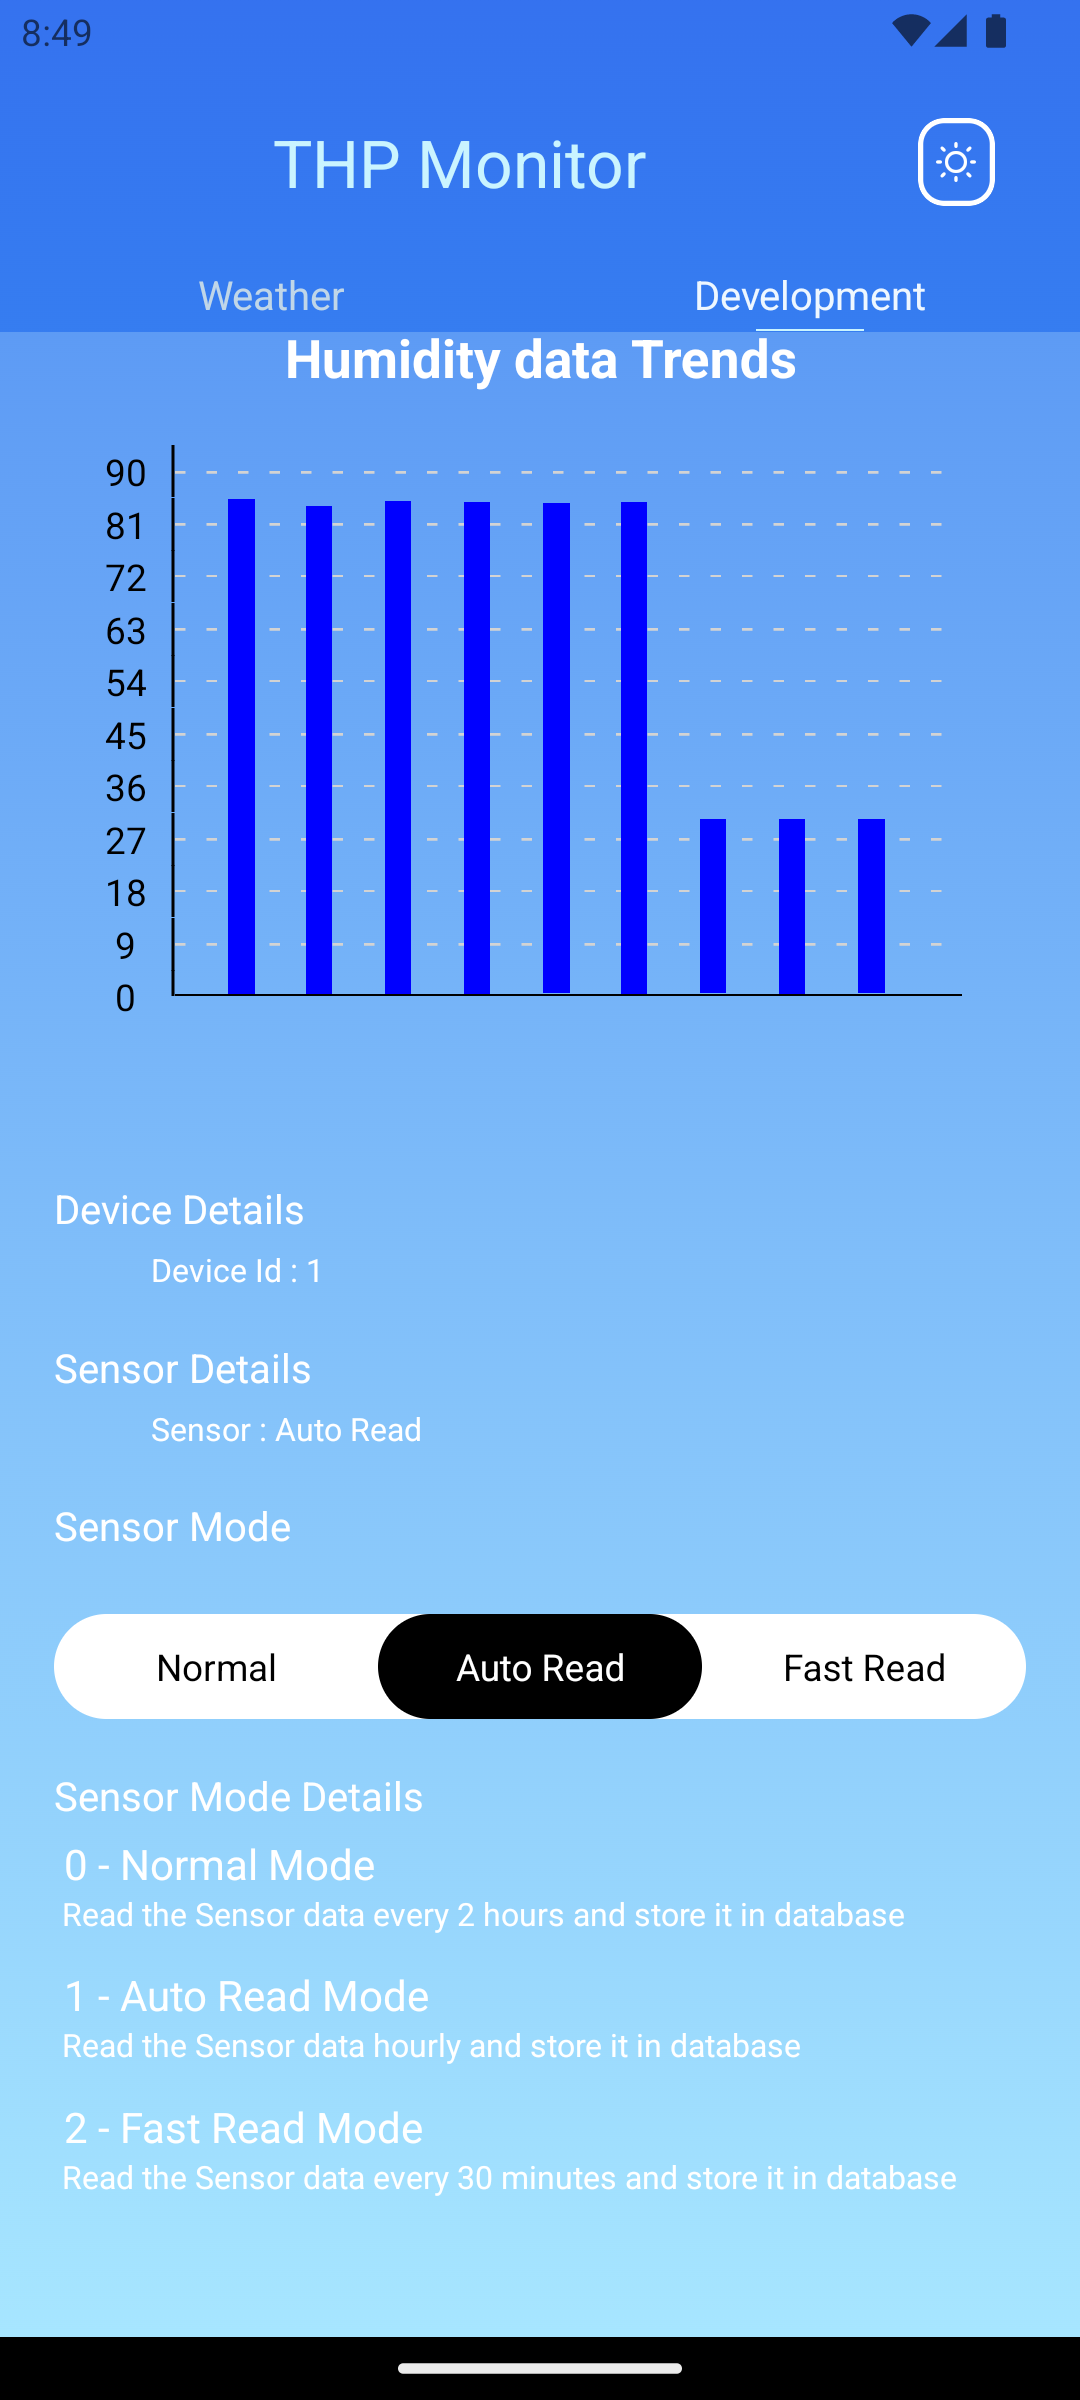 8:49
THP Monitor
Weather
Development
Humidity data Trends
90
81
72
63
54
45
36
27
18
9
0
Device Details
Device Id : 1
Sensor Details
Sensor : Auto Read
Sensor Mode
Normal
Auto Read
Fast Read
Sensor Mode Details
0 - Normal Mode
Read the Sensor data every 2 hours and store it in database
1 - Auto Read Mode
Read the Sensor data hourly and store it in database
2 - Fast Read Mode
Read the Sensor data every 30 minutes and store it in database